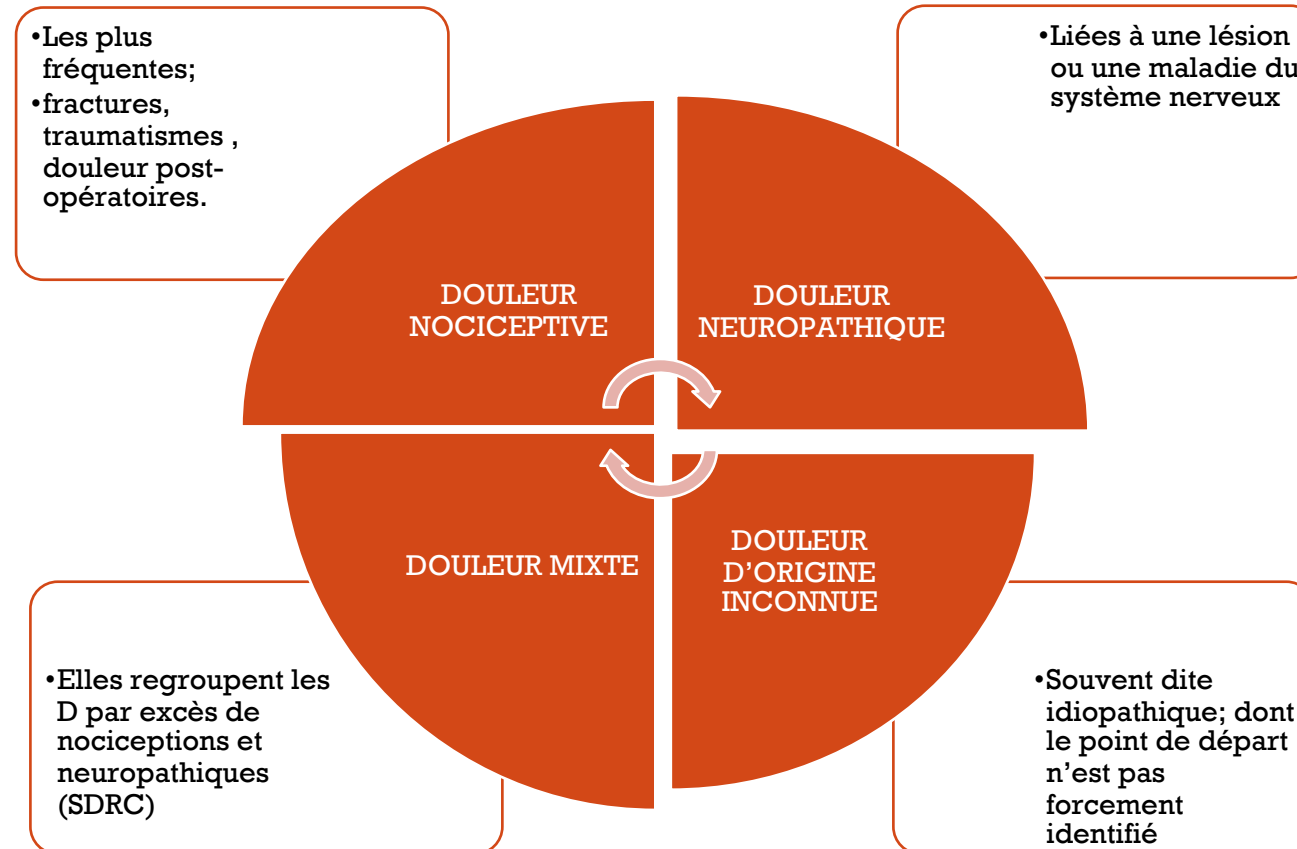 •Les plus
fréquentes;
•fractures,
traumatismes ,
douleur post-
opératoires.
•Liées à une lésion
ou une maladie du
système nerveux
DOULEUR
NOCICEPTIVE
DOULEUR
NEUROPATHIQUE
DOULEUR MIXTE
DOULEUR
D’ORIGINE
INCONNUE
•Elles regroupent les
D par excès de
nociceptions et
neuropathiques
(SDRC)
•Souvent dite
idiopathique; dont
le point de départ
n’est pas
forcement
identifié